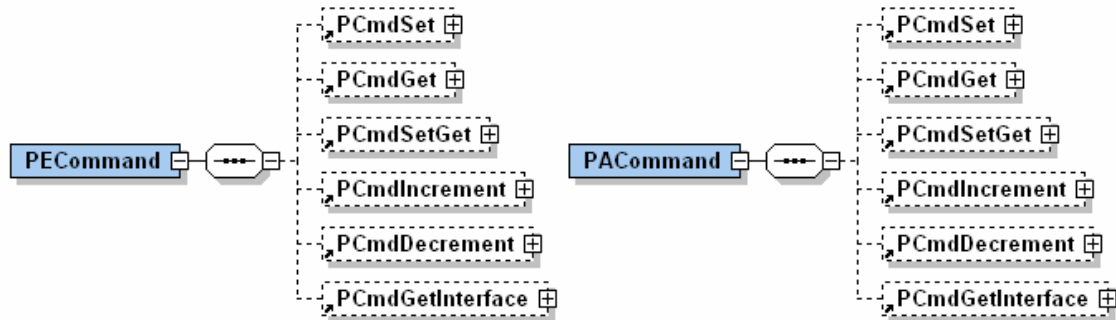 PECommand
PCmdSet
PCmdGet
PCmdSetGet
PCmdIncrement
PCmdDecrement
PCmdGetInterface
PACommand
PCmdSet
PCmdGet
PCmdSetGet
PCmdIncrement
PCmdDecrement
PCmdGetInterface